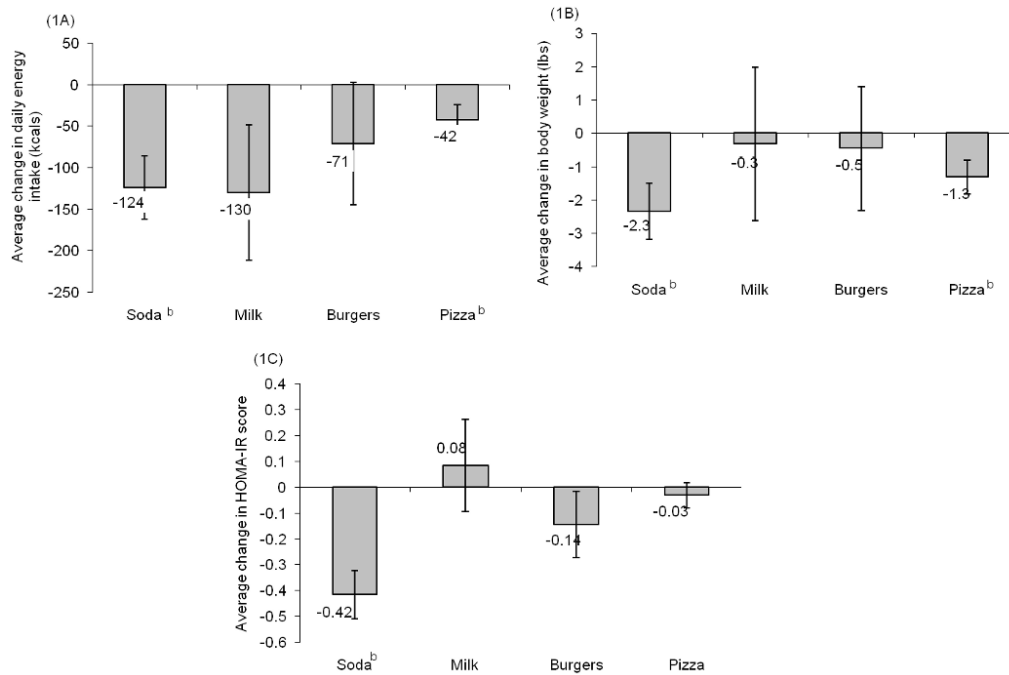 (1A)
Average change in daily energy
intake (kcals)
50
0
-50
-100
-150
-200
-250
-124
-130
-71
-42
Soda b
Milk
Burgers
Pizza b
(1B)
Average change in body weight (lbs)
3
2
1
0
-1
-2
-3
-4
-2.3
-0.3
-0.5
-1.3
Soda b
Milk
Burgers
Pizza b
(1C)
Average change in HOMA-IR score
0.4
0.3
0.2
0.1
0
-0.1
-0.2
-0.3
-0.4
-0.5
-0.6
-0.42
0.08
-0.14
-0.03
Soda b
Milk
Burgers
Pizza